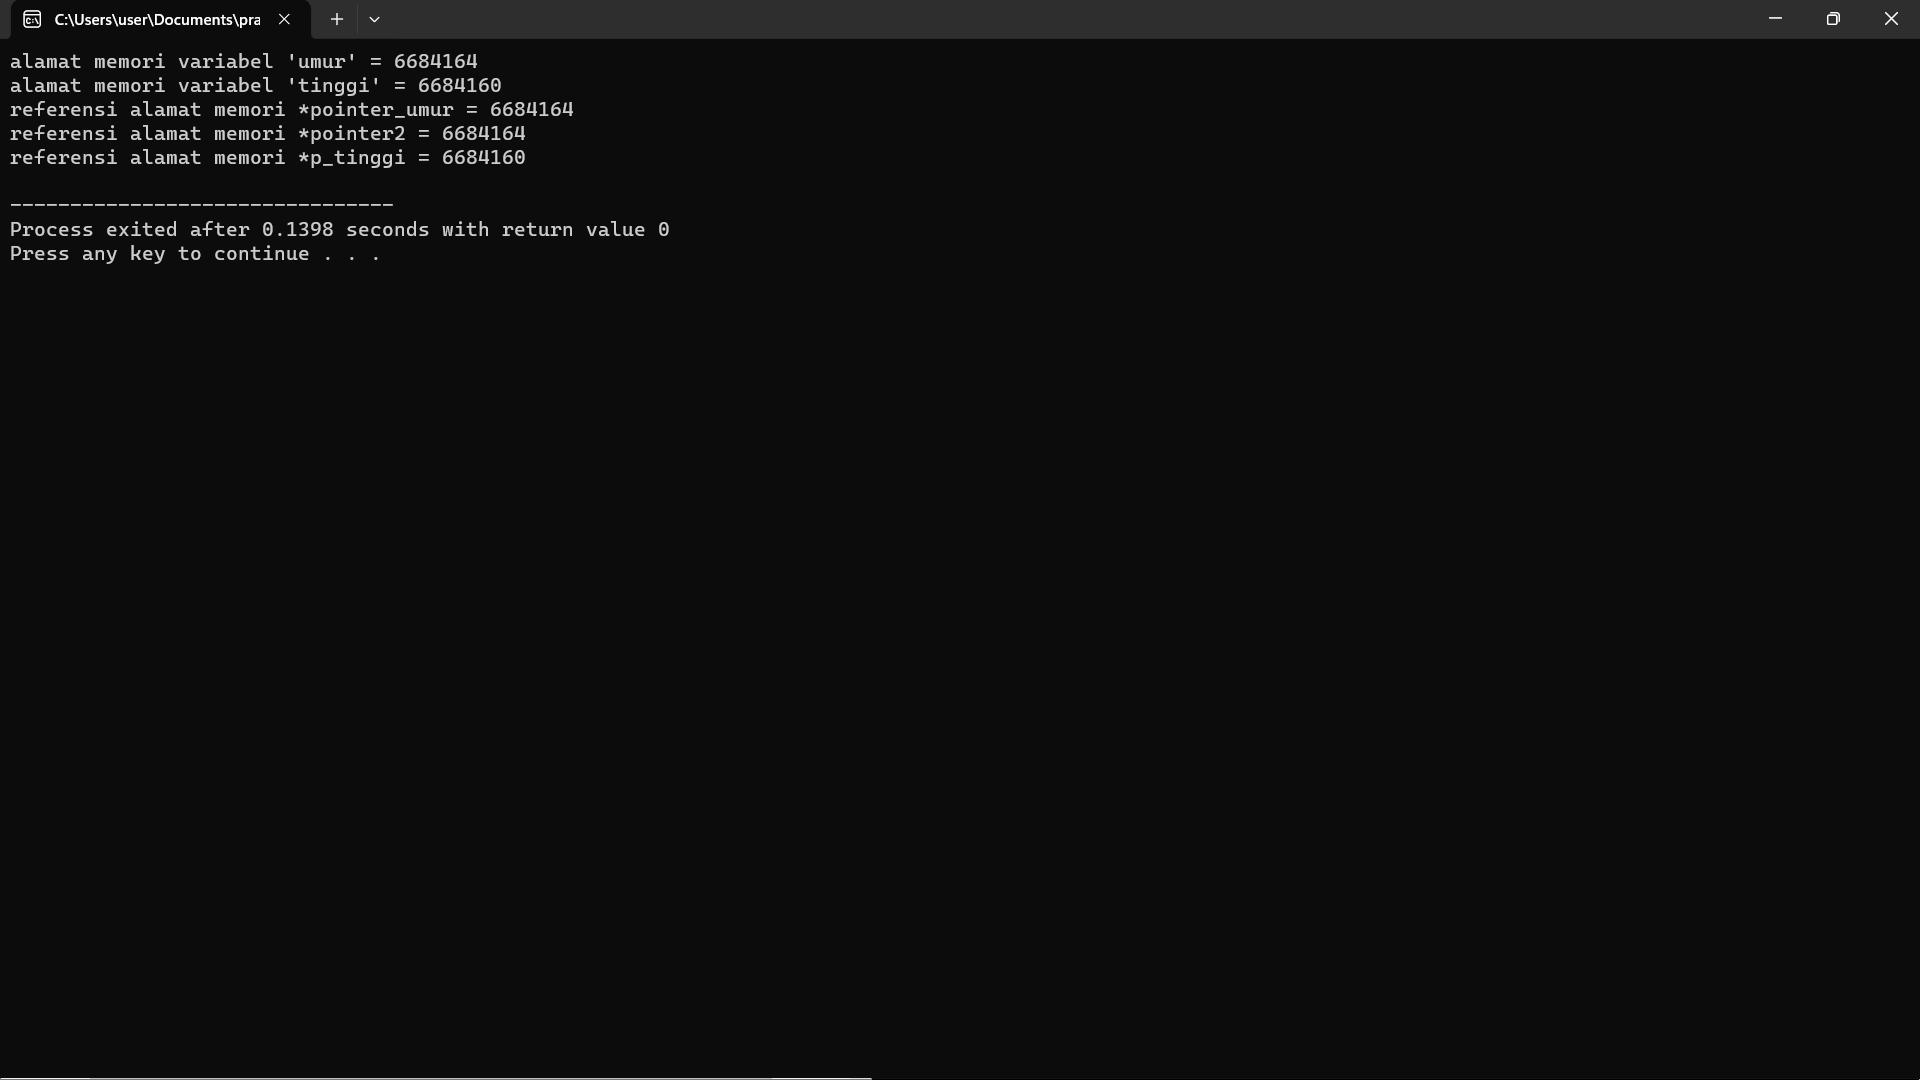 C:\Users\user\Documents\pra
alamat memori variabel 'umur' = 6684164
alamat memori variabel 'tinggi' = 6684160
referensi alamat memori *pointer_umur = 6684164
referensi alamat memori *pointer2 = 6684164
referensi alamat memori *p_tinggi = 6684160
--------------------------------
Process exited after 0.1398 seconds with return value 0
Press any key to continue . . .